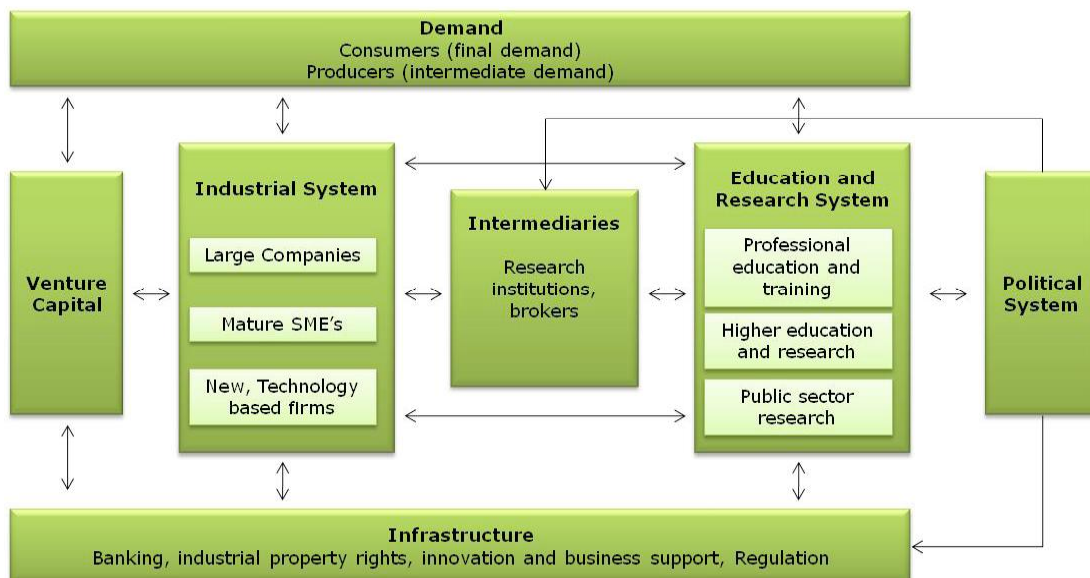 Demand
Consumers (final demand)
Producers (intermediate demand)
Venture
Capital
Industrial System
Large Companies
Mature SME's
New, Technology
based firms
Intermediaries
Research
institutions,
brokers
Education and
Research System
Professional
education and
training
Higher education
and research
Public sector
research
Political
System
Infrastructure
Banking, industrial property rights, innovation and business support, Regulation